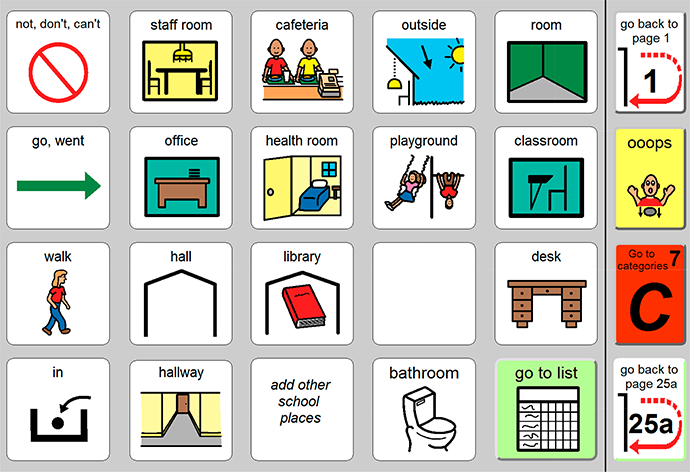 not, don't, can't
staff room
cafeteria
outside
room
go back to
page 1
1
go, went
office
health room
playground
classroom
ooops
walk
hall
library
desk
Go to
categories 7
C
in
hallway
add other
school
places
bathroom
go to list
go back to
page 25a
25a